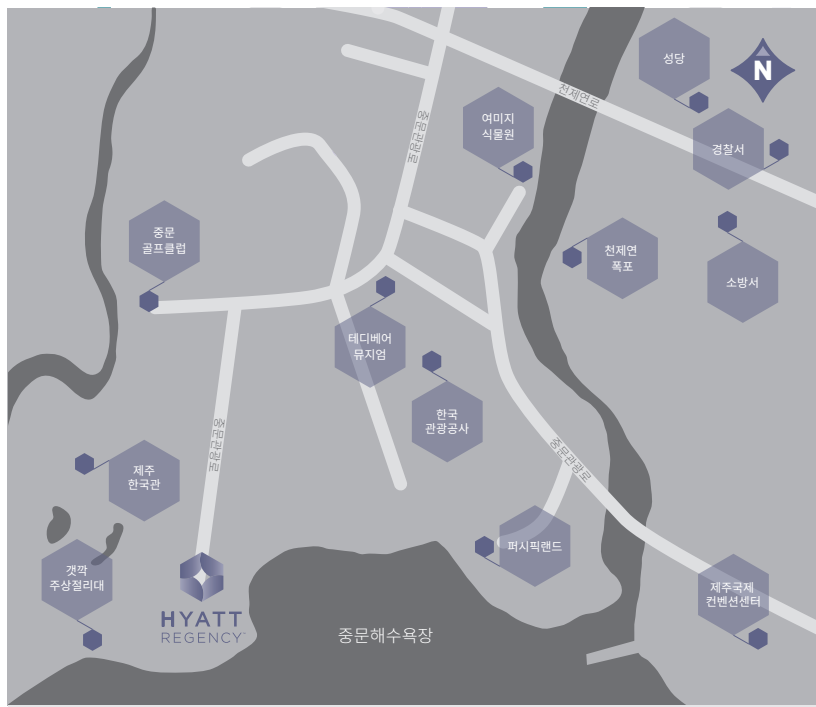 성당
N
천제연로
여미지
식물원
중문관광로
경찰서
중문
골프클럽
천제연
폭포
소방서
테디베어
뮤지엄
한국
관광공사
중문관광로
중문관광로
제주
한국관
퍼시픽랜드
갯깍
주상절리대
제주국제
컨벤션센터
HYATT
REGENCY
중문해수욕장